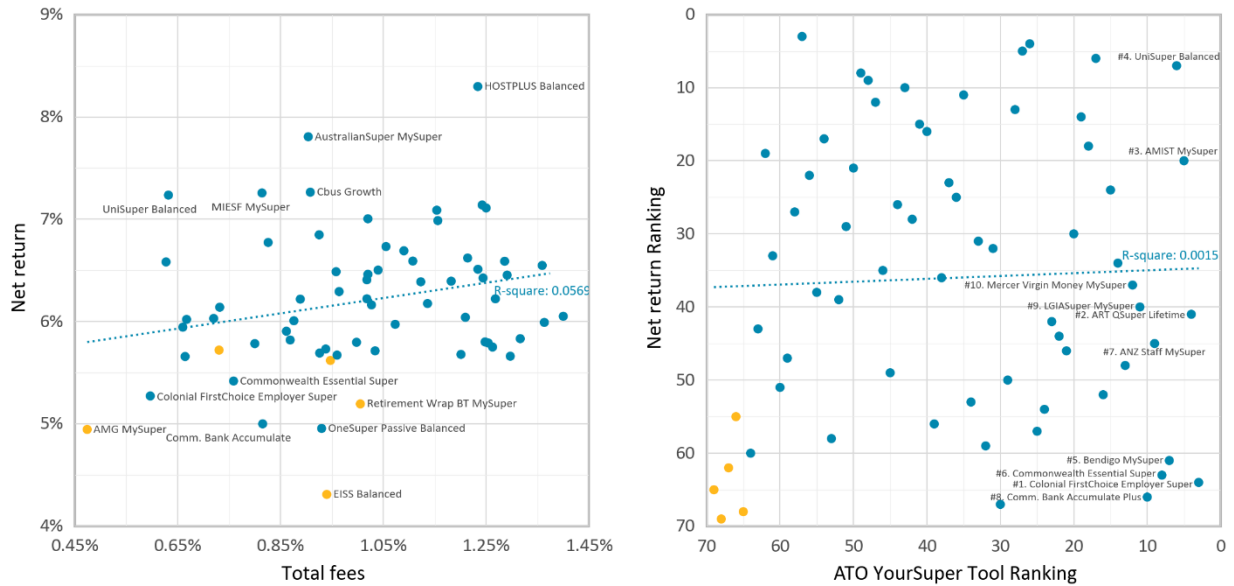 9%
8%
7%
6%
5%
4%
Net return
HOSTPLUS Balanced
AustralianSuper MySuper
Cbus Growth
UniSuper Balanced
MIESF MySuper
R-square: 0.0569
Commonwealth Essential Super
Colonial FirstChoice Employer Super
Retirement Wrap BT MySuper
AMG MySuper
Comm. Bank Accumulate
OneSuper Passive Balanced
EISS Balanced
0.45%
0.65%
0.85%
1.05%
1.25%
1.45%
Total fees
0
10
20
30
40
50
60
70
Net return Ranking
#4. UniSuper Balanced
#3. AMIST MySuper
R-square: 0.0015
#10. Mercer Virgin Money MySuper
#9. LGIASuper MySuper
#2. ART QSuper Lifetime
#7. ANZ Staff MySuper
#5. Bendigo MySuper
#6. Commonwealth Essential Super
#1. Colonial FirstChoice Employer Super
#8. Comm. Bank Accumulate Plus
70
60
50
40
30
20
10
0
ATO YourSuper Tool Ranking